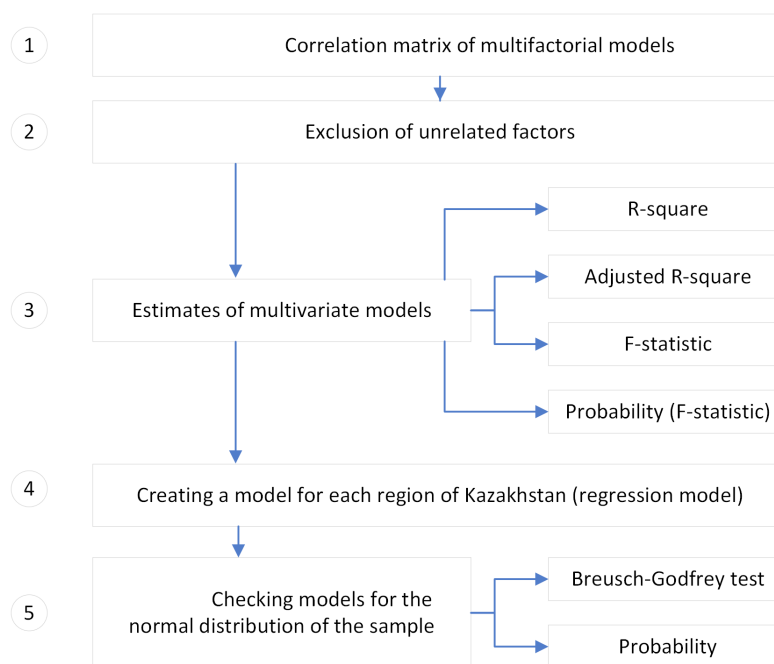 1
Correlation matrix of multifactorial models
2
Exclusion of unrelated factors
R-square
Adjusted R-square
3
Estimates of multivariate models
F-statistic
Probability (F-statistic)
4
Creating a model for each region of Kazakhstan (regression model)
5
Checking models for the
normal distribution of the sample
Breusch-Godfrey test
Probability